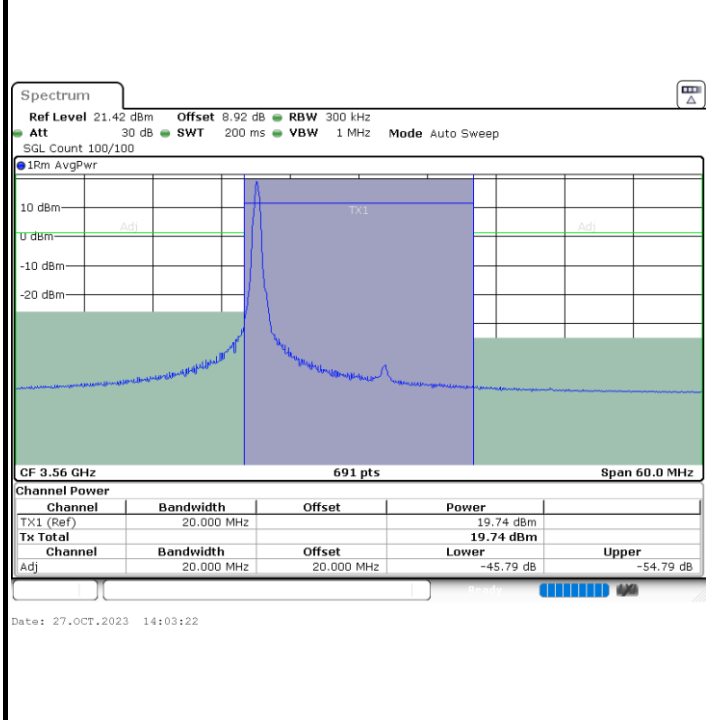 Spectrum
Ref Level 21.42 dBm Offset 8.92 dB RBW 300 kHz
Att 30 dB SWT 200 ms VBW 1 MHz Mode Auto Sweep
SGL Count 100/100
1Rm AvgPwr
10 dBm
TX1
Adj Adj
0 dBm
-10 dBm
-20 dBm
CF 3.56 GHz 691 pts Span 60.0 MHz
Channel Power
Channel Bandwidth Offset Power
TX1 (Ref) 20.000 MHz 19.74 dBm
Tx Total 19.74 dBm
Channel Bandwidth Offset Lower Upper
Adj 20.000 MHz 20.000 MHz -45.79 dB -54.79 dB
Ready
Date: 27.OCT.2023 14:03:22